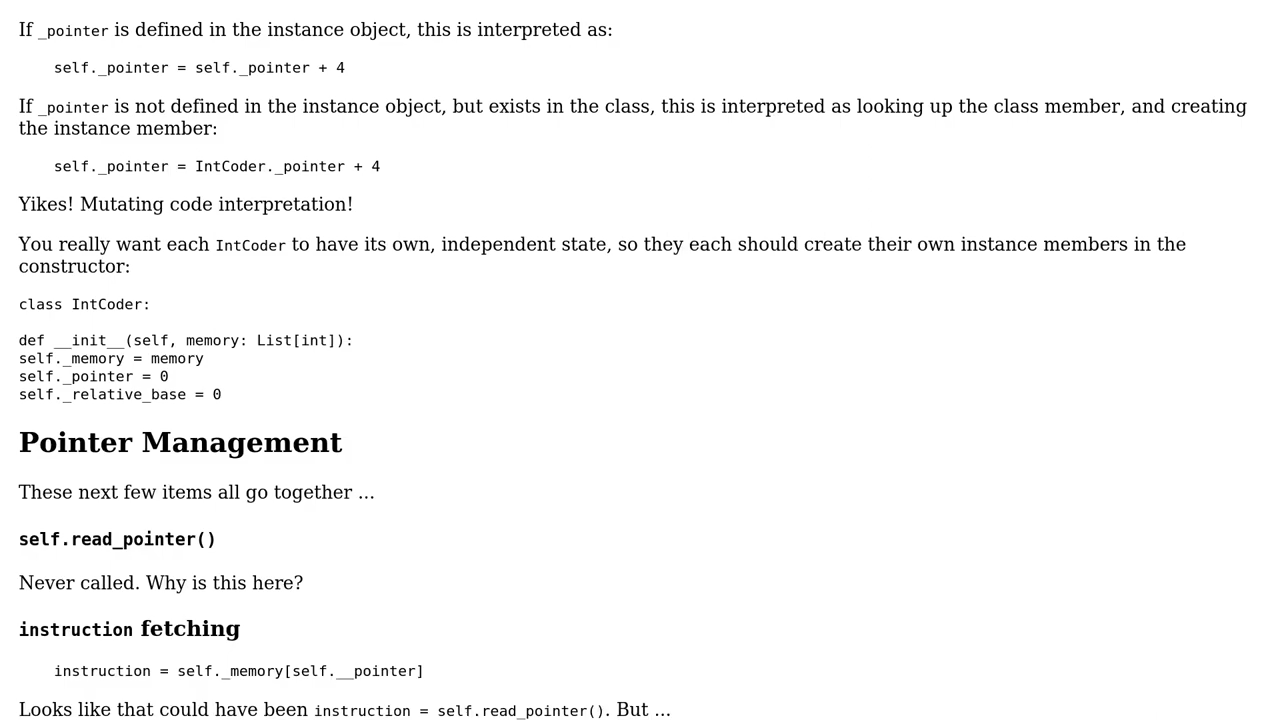 If _pointer is defined in the instance object, this is interpreted as:
self._pointer = self._pointer + 4
If _pointer is not defined in the instance object, but exists in the class, this is interpreted as looking up the class member, and creating
the instance member:
self._pointer = IntCoder._pointer + 4
Yikes! Mutating code interpretation!
You really want each IntCoder to have its own, independent state, so they each should create their own instance members in the
constructor:
class IntCoder:
def __init__(self, memory: List[int]):
self._memory = memory
self._pointer = 0
self._relative_base = 0
Pointer Management
These next few items all go together ...
self.read_pointer()
Never called. Why is this here?
instruction fetching
instruction = self._memory[self.__pointer]
Looks like that could have been instruction = self.read_pointer(). But ...